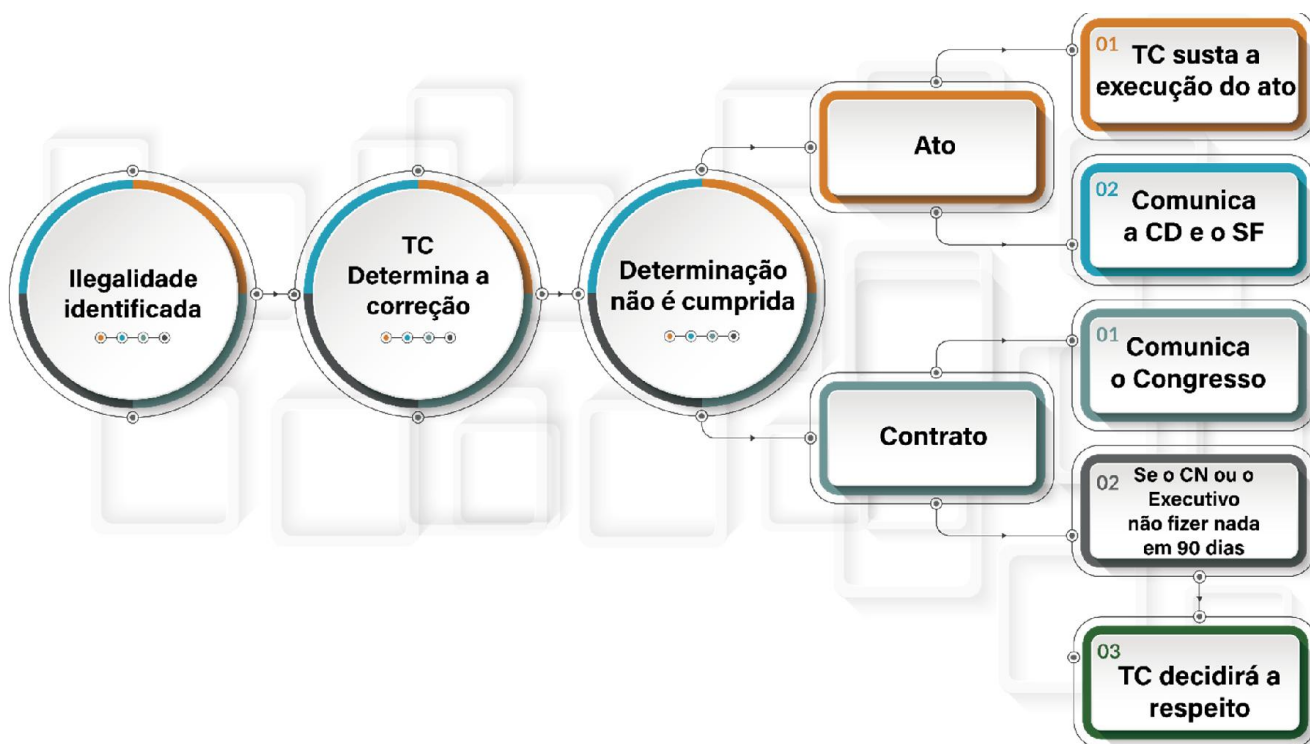 Ilegalidade
identificada
TC
Determina a
correção
Determinação
não é cumprida
Ato
01
TC susta a
execução do ato
02
Comunica
a CD e o SF
Contrato
01
Comunica
o Congresso
02
Se o CN ou o
Executivo
não fizer nada
em 90 dias
03
TC decidirá a
respeito